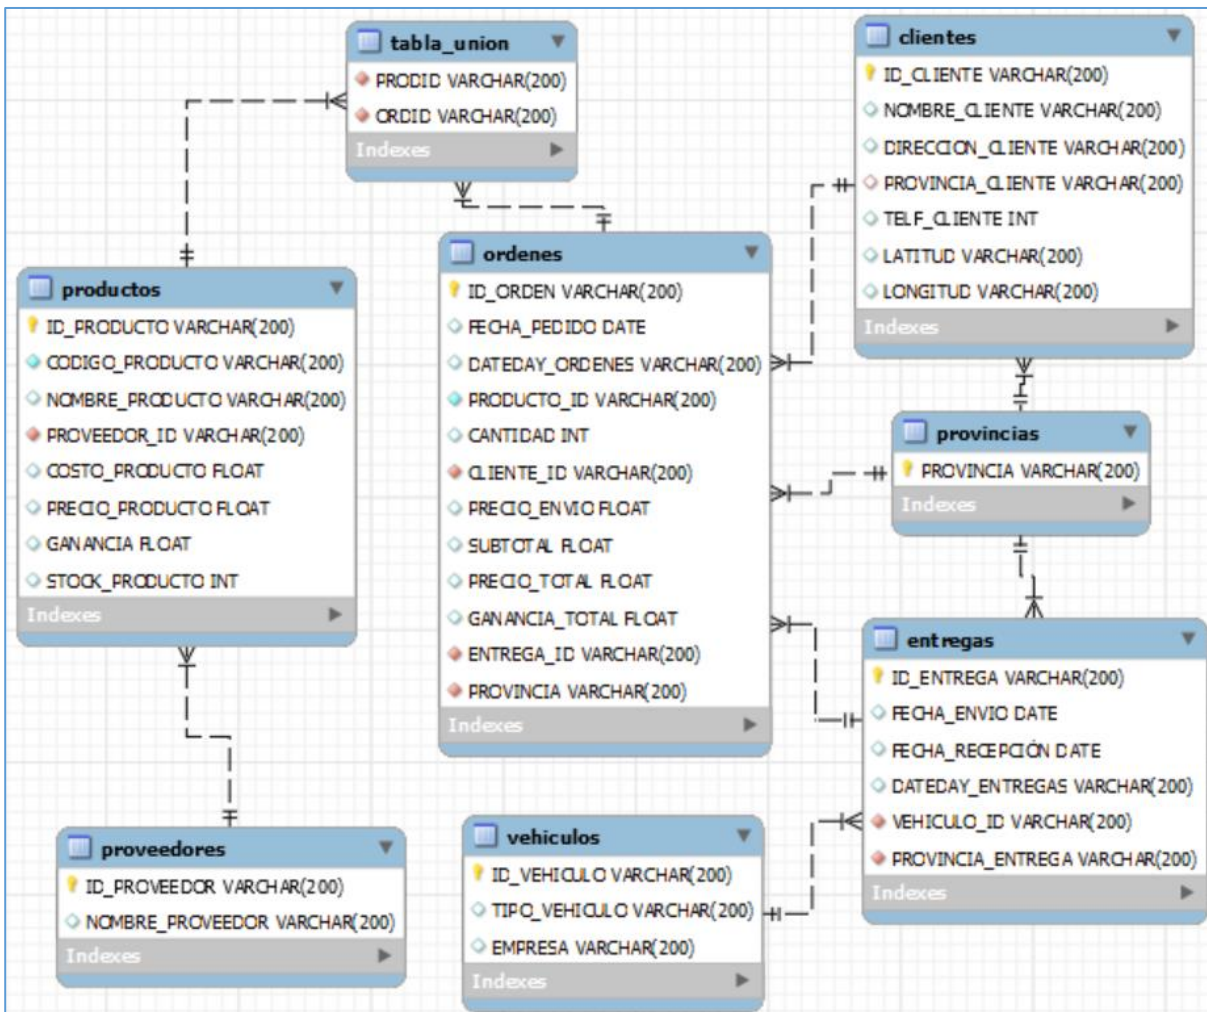 tabla_union
PRODID VARCHAR(200)
ORDID VARCHAR(200)
Indexes
clientes
ID_CLIENTE VARCHAR(200)
NOMBRE_CLIENTE VARCHAR(200)
DIRECCION_CLIENTE VARCHAR(200)
PROVINCIA_CLIENTE VARCHAR(200)
TELF_CLIENTE INT
LATITUD VARCHAR(200)
LONGITUD VARCHAR(200)
Indexes
productos
ID_PRODUCTO VARCHAR(200)
CODIGO_PRODUCTO VARCHAR(200)
NOMBRE_PRODUCTO VARCHAR(200)
PROVEEDOR_ID VARCHAR(200)
COSTO_PRODUCTO FLOAT
PRECIO_PRODUCTO FLOAT
GANANCIA FLOAT
STOCK_PRODUCTO INT
Indexes
ordenes
ID_ORDEN VARCHAR(200)
FECHA_PEDIDO DATE
DATEDAY_ORDENES VARCHAR(200)
PRODUCTO_ID VARCHAR(200)
CANTIDAD INT
CLIENTE_ID VARCHAR(200)
PRECIO_ENVIO FLOAT
SUBTOTAL FLOAT
PRECIO_TOTAL FLOAT
GANANCIA_TOTAL FLOAT
ENTREGA_ID VARCHAR(200)
PROVINCIA VARCHAR(200)
Indexes
provincias
PROVINCIA VARCHAR(200)
Indexes
entregas
ID_ENTREGA VARCHAR(200)
FECHA_ENVIO DATE
FECHA_RECEPCIÓN DATE
DATEDAY_ENTREGAS VARCHAR(200)
VEHICULO_ID VARCHAR(200)
PROVINCIA_ENTREGA VARCHAR(200)
Indexes
proveedores
ID_PROVEEDOR VARCHAR(200)
NOMBRE_PROVEEDOR VARCHAR(200)
Indexes
vehiculos
ID_VEHICULO VARCHAR(200)
TIPO_VEHICULO VARCHAR(200)
EMPRESA VARCHAR(200)
Indexes